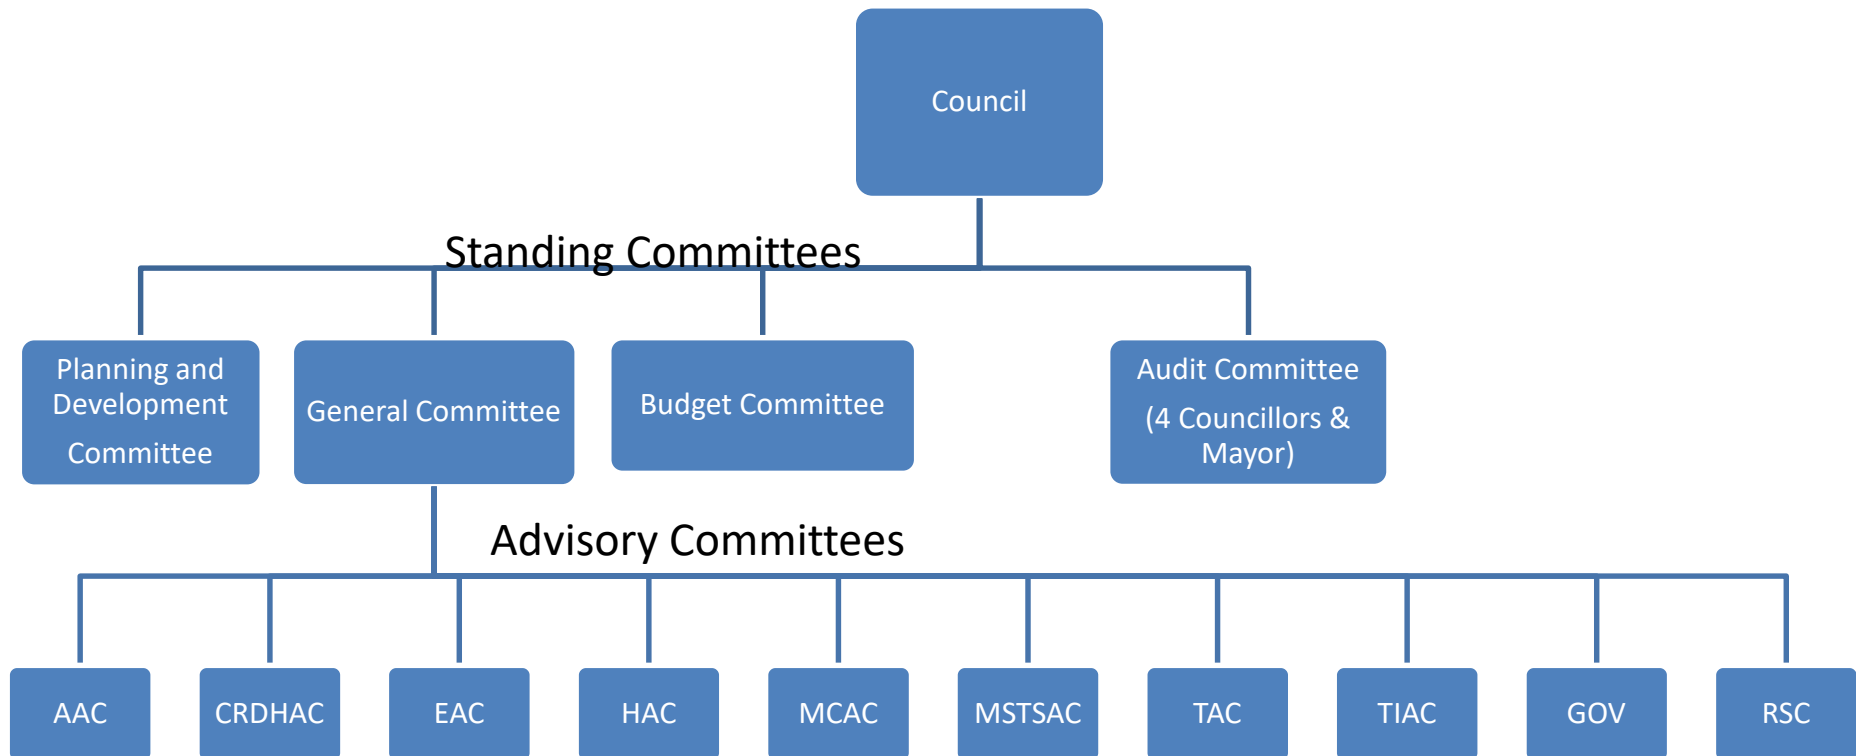 Council
Standing Committees
Planning and
Development
Committee
General Committee
Budget Committee
Audit Committee
(4 Councillors &
Mayor)
Advisory Committees
AAC
CRDHAC
EAC
HAC
MCAC
MSTSAC
TAC
TIAC
GOV
RSC